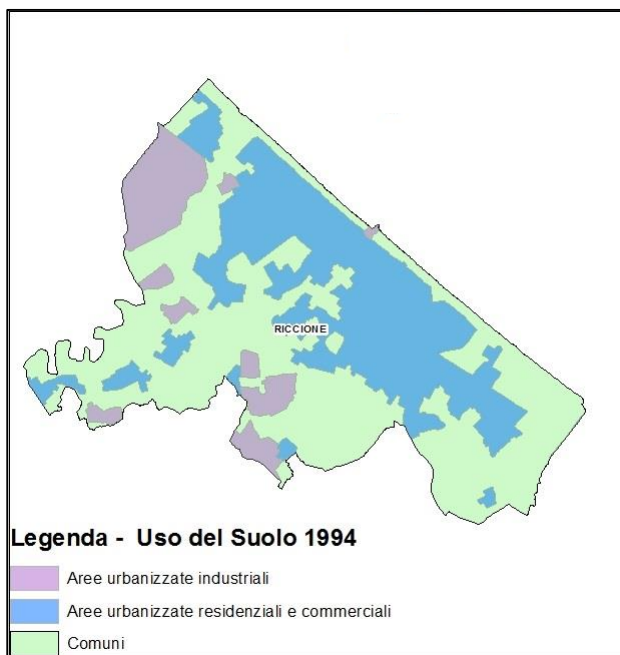 RICCIONE
Legenda - Uso del Suolo 1994
Aree urbanizzate industriali
Aree urbanizzate residenziali e commerciali
Comuni